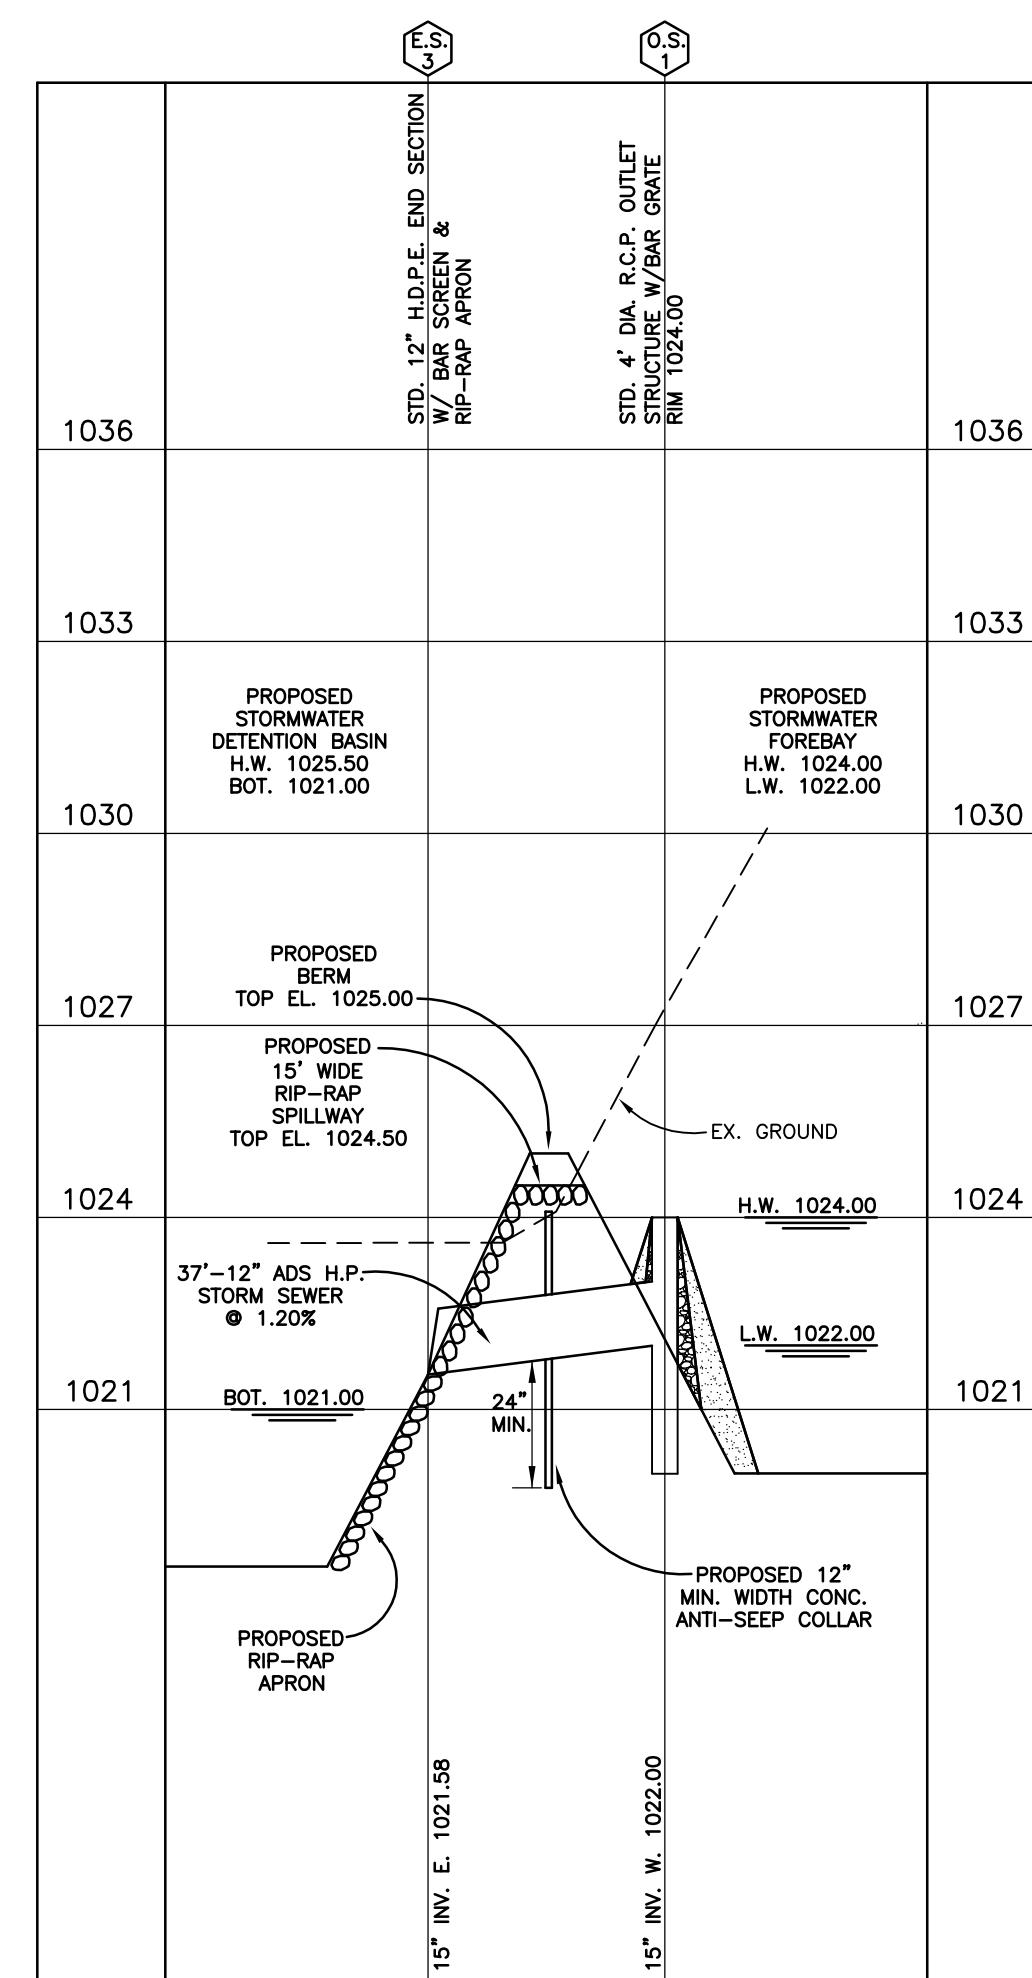 E.S.
3
O.S.
1
STD. 12" H.D.P.E. END SECTION
W/ BAR SCREEN &
RIP-RAP APRON
STD. 4' DIA. R.C.P. OUTLET
STRUCTURE W/BAR GRATE
RIM 1024.00
1036
1036
1033
1033
PROPOSED
STORMWATER
DETENTION BASIN
H.W. 1025.50
BOT. 1021.00
PROPOSED
STORMWATER
FOREBAY
H.W. 1024.00
L.W. 1022.00
1030
1030
PROPOSED
BERM
TOP EL. 1025.00
1027
1027
PROPOSED
15' WIDE
RIP-RAP
SPILLWAY
TOP EL. 1024.50
EX. GROUND
1024
1024
H.W. 1024.00
37'-12" ADS H.P.
STORM SEWER
@ 1.20%
L.W. 1022.00
1021
1021
BOT. 1021.00
24"
MIN.
PROPOSED 12"
MIN. WIDTH CONC.
ANTI-SEEP COLLAR
PROPOSED
RIP-RAP
APRON
15" INV. E. 1021.58
15" INV. W. 1022.00